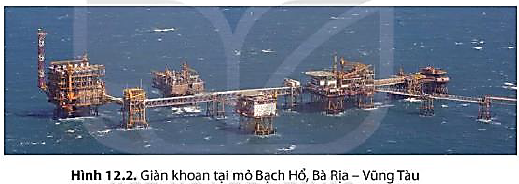 Hình 12.2. Giàn khoan tại mỏ Bạch Hổ, Bà Rịa – Vũng Tàu